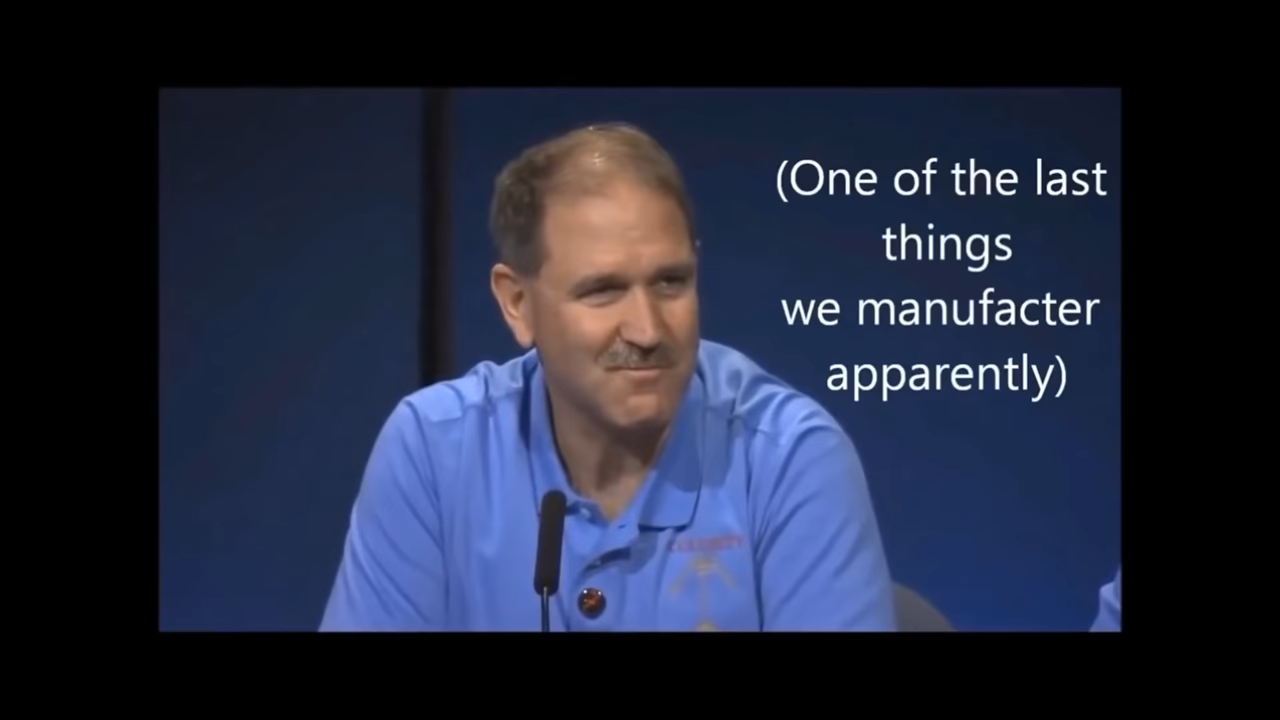 (One of the last
things
we manufacter
apparently)